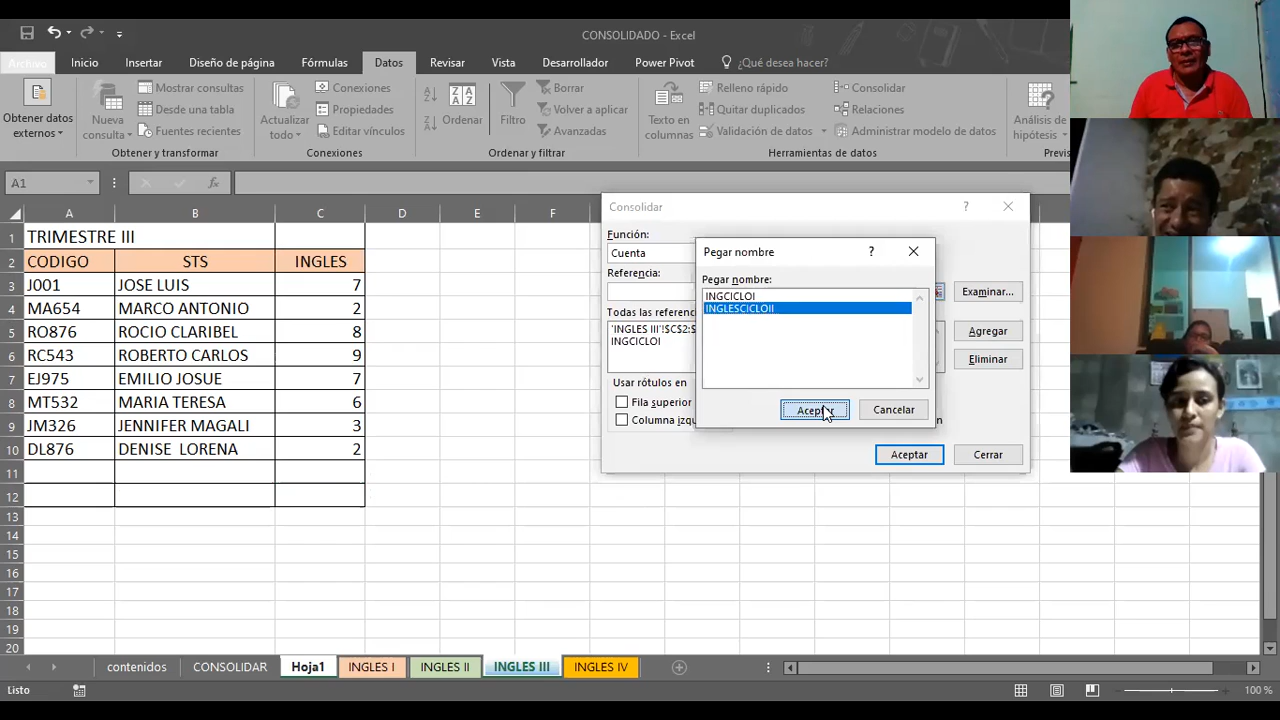 CONSOLIDADO - Excel
Archivo Inicio Insertar Diseño de página Fórmulas Datos Revisar Vista Desarrollador Power Pivot ¿Qué desea hacer?
Obtener datos externos
Nueva consulta
Mostrar consultas
Desde una tabla
Fuentes recientes
Obtener y transformar
Actualizar todo
Conexiones
Propiedades
Editar vínculos
Conexiones
Ordenar
Filtro
Borrar
Volver a aplicar
Avanzadas
Ordenar y filtrar
Texto en columnas
Relleno rápido
Quitar duplicados
Validación de datos
Consolidar
Relaciones
Administrar modelo de datos
Herramientas de datos
Análisis de hipótesis
Previs
A1 fx
A B C D E F
1 TRIMESTRE III
2 CODIGO STS INGLES
3 J001 JOSE LUIS 7
4 MA654 MARCO ANTONIO 2
5 RO876 ROCIO CLARIBEL 8
6 RC543 ROBERTO CARLOS 9
7 EJ975 EMILIO JOSUE 7
8 MT532 MARIA TERESA 6
9 JM326 JENNIFER MAGALI 3
10 DL876 DENISE LORENA 2
11
12
13
14
15
16
17
18
19
20
Consolidar ?
Función:
Cuenta
Referencia:
Examinar...
Todas las referenc
'INGLES III'!$C$2:$
INGCICLOI
Agregar
Eliminar
Usar rótulos en
Fila superior
Columna izqu
Aceptar Cerrar
Pegar nombre ?
Pegar nombre:
INGCICLOI
INGLESCICLOII
Aceptar Cancelar
contenidos CONSOLIDAR Hoja1 INGLES I INGLES II INGLES III INGLES IV
Listo 100 %